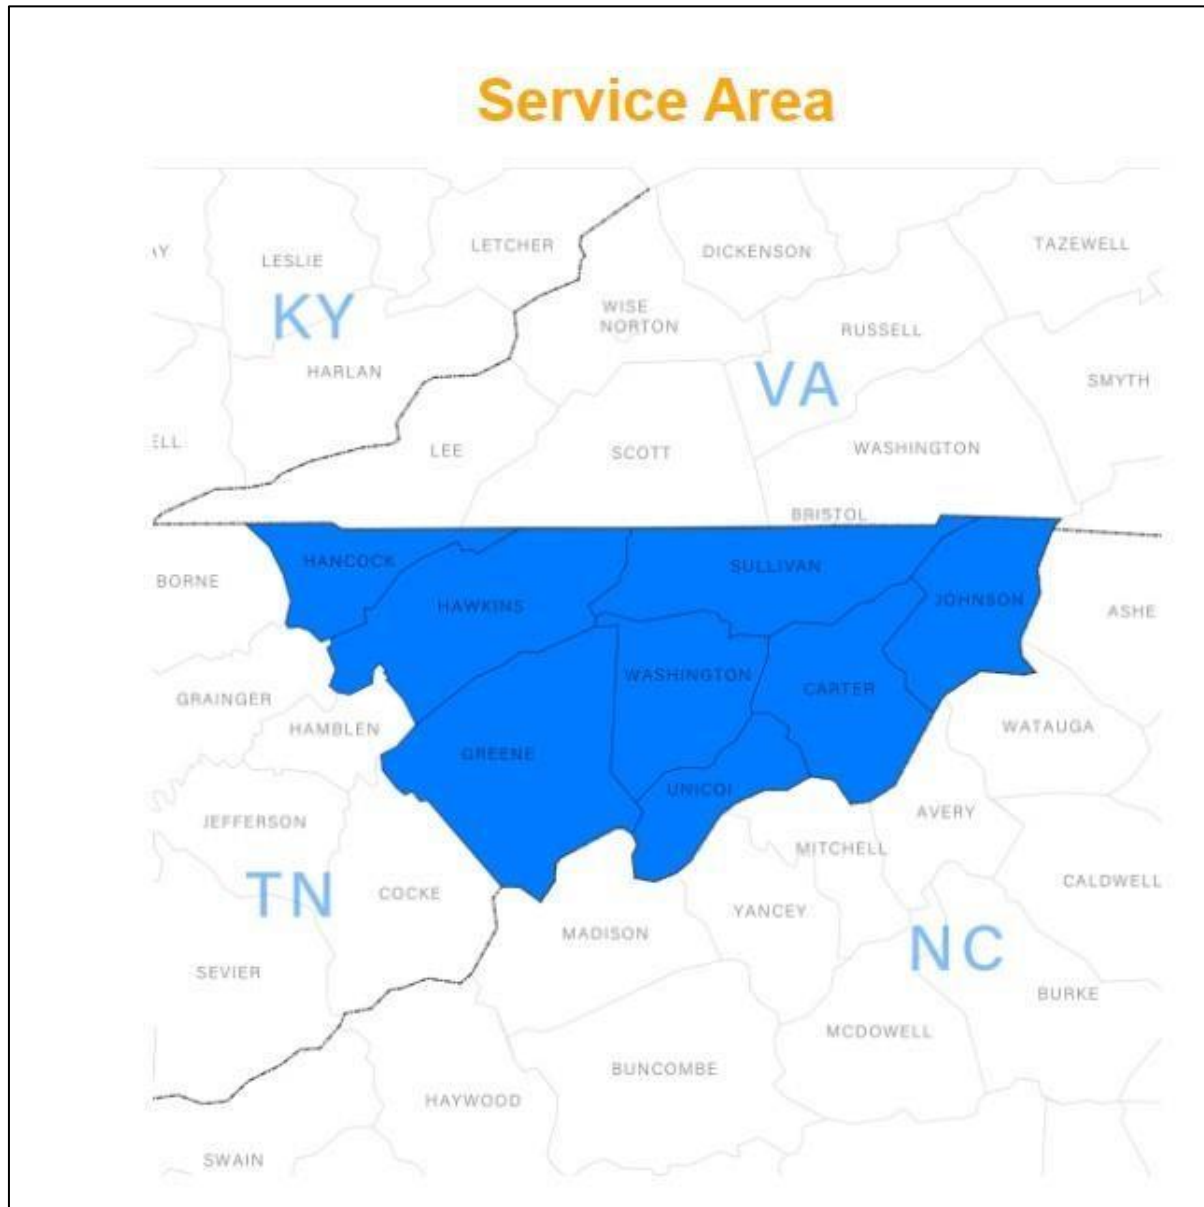 Service Area
AY
LESLIE
LETCHER
DICKENSON
TAZEWELL
KY
WISE
NORTON
RUSSELL
HARLAN
VA
SMYTH
ELL
LEE
SCOTT
WASHINGTON
BRISTOL
HANCOCK
SULLIVAN
BORNE
HAWKINS
JOHNSON
ASHE
GRAINGER
WASHINGTON
CARTER
HAMBLEN
WATAUGA
GREENE
UNICOI
JEFFERSON
AVERY
MITCHELL
TN
COCKE
CALDWELL
YANCEY
MADISON
NC
SEVIER
BURKE
MCDOWELL
BUNCOMBE
HAYWOOD
SWAIN